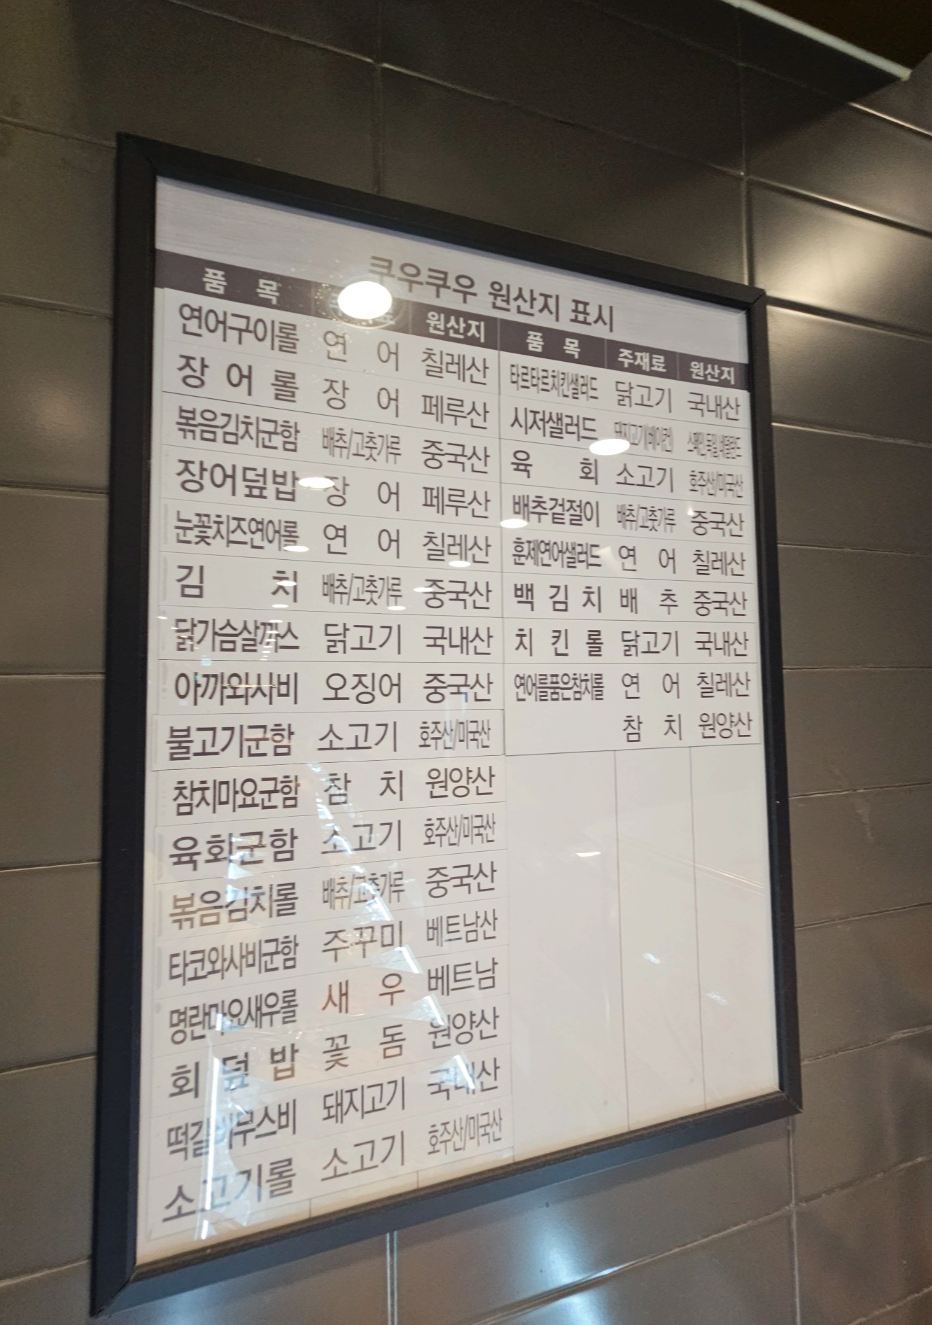 쿠우쿠우 원산지 표시
품 목 원산지
연어구이롤 연 어 칠레산
장 어 롤 장 어 페루산
볶음김치군함 배추/고춧가루 중국산
장어덮밥 장 어 페루산
눈꽃치즈연어롤 연 어 칠레산
김 치 배추/고춧가루 중국산
닭가슴살까스 닭고기 국내산
아까와사비 오징어 중국산
불고기군함 소고기 호주산/미국산
참치마요군함 참 치 원양산
육회군함 소고기 호주산/미국산
볶음김치롤 배추/고춧가루 중국산
타코와사비군함 주꾸미 베트남산
명란마요새우롤 새 우 베트남
회 덮 밥 꽃 돔 원양산
떡갈비무스비 돼지고기 국내산
소고기롤 소고기 호주산/미국산
품 목 주재료 원산지
타르타르치킨샐러드 닭고기 국내산
시저샐러드
육 회 소고기 호주산/미국산
배추겉절이 배추/고춧가루 중국산
훈제연어샐러드 연 어 칠레산
백 김 치 배 추 중국산
치 킨 롤 닭고기 국내산
연어를품은참치롤 연 어 칠레산
참 치 원양산